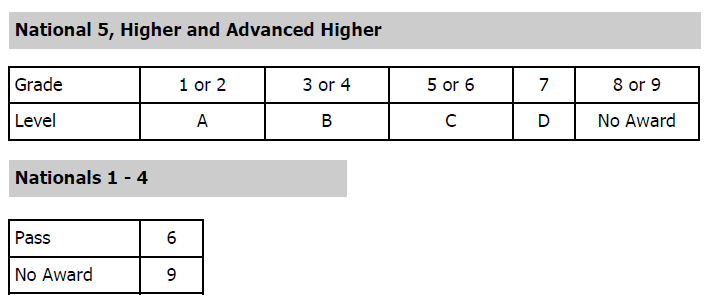 National 5, Higher and Advanced Higher
Grade 1 or 2 3 or 4 5 or 6 7 8 or 9
Level A B C D No Award
Nationals 1 - 4
Pass 6
No Award 9